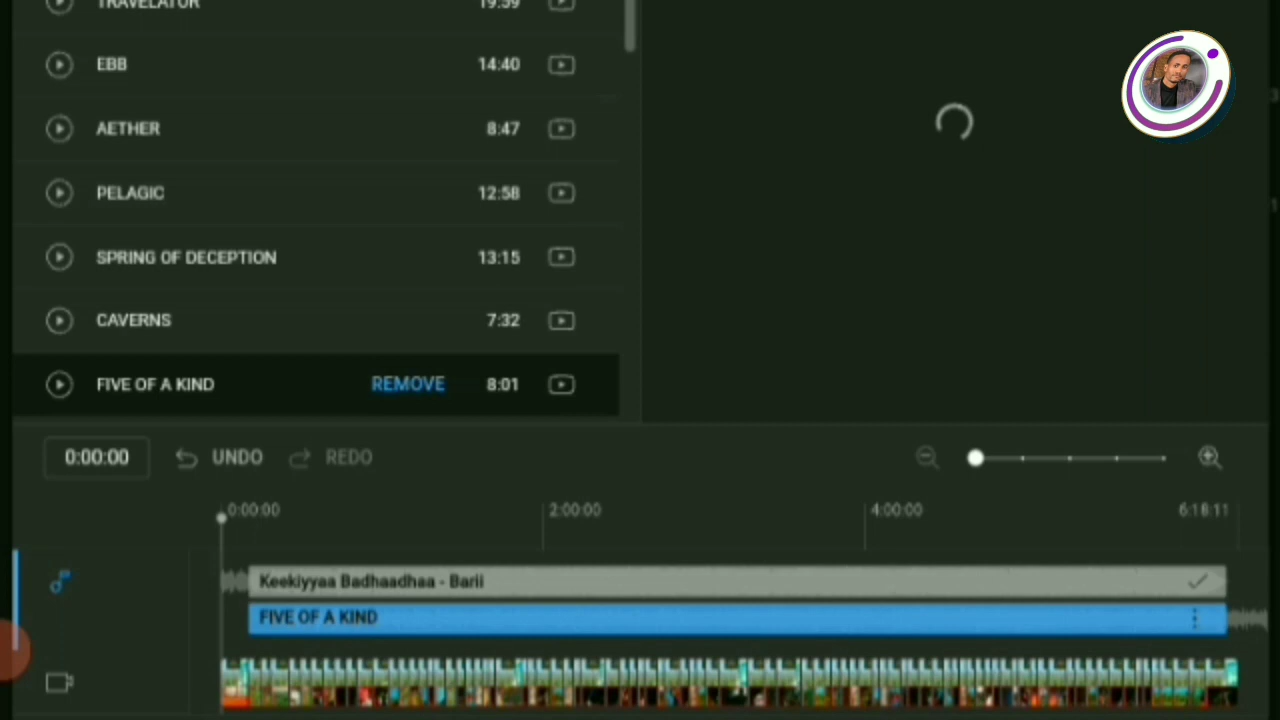 TRAVELATOR 19:59
EBB 14:40
AETHER 8:47
PELAGIC 12:58
SPRING OF DECEPTION 13:15
CAVERNS 7:32
FIVE OF A KIND REMOVE 8:01
0:00:00 UNDO REDO
0:00:00 2:00:00 4:00:00 6:18:11
Keekiyyaa Badhaadhaa - Barii
FIVE OF A KIND